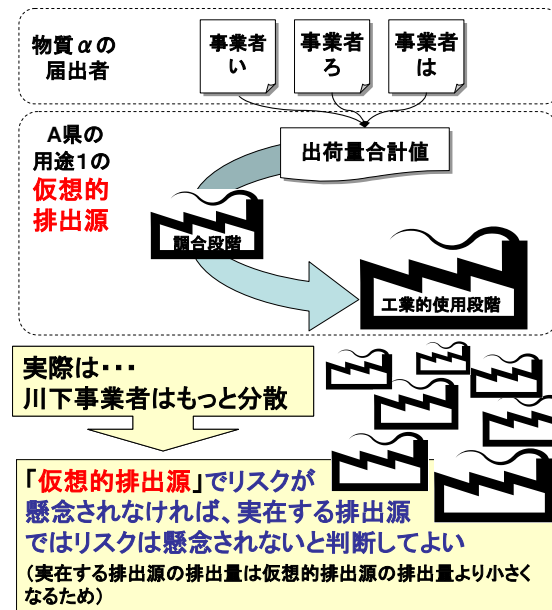 物質αの
届出者
事業者
い
事業者
ろ
事業者
は
A県の
用途1の
仮想的
排出源
出荷量合計値
調合段階
工業的使用段階
実際は・・・
川下事業者はもっと分散
「仮想的排出源」でリスクが
懸念されなければ、実在する排出源
ではリスクは懸念されないと判断してよい
（実在する排出源の排出量は仮想的排出源の排出量より小さく
なるため）